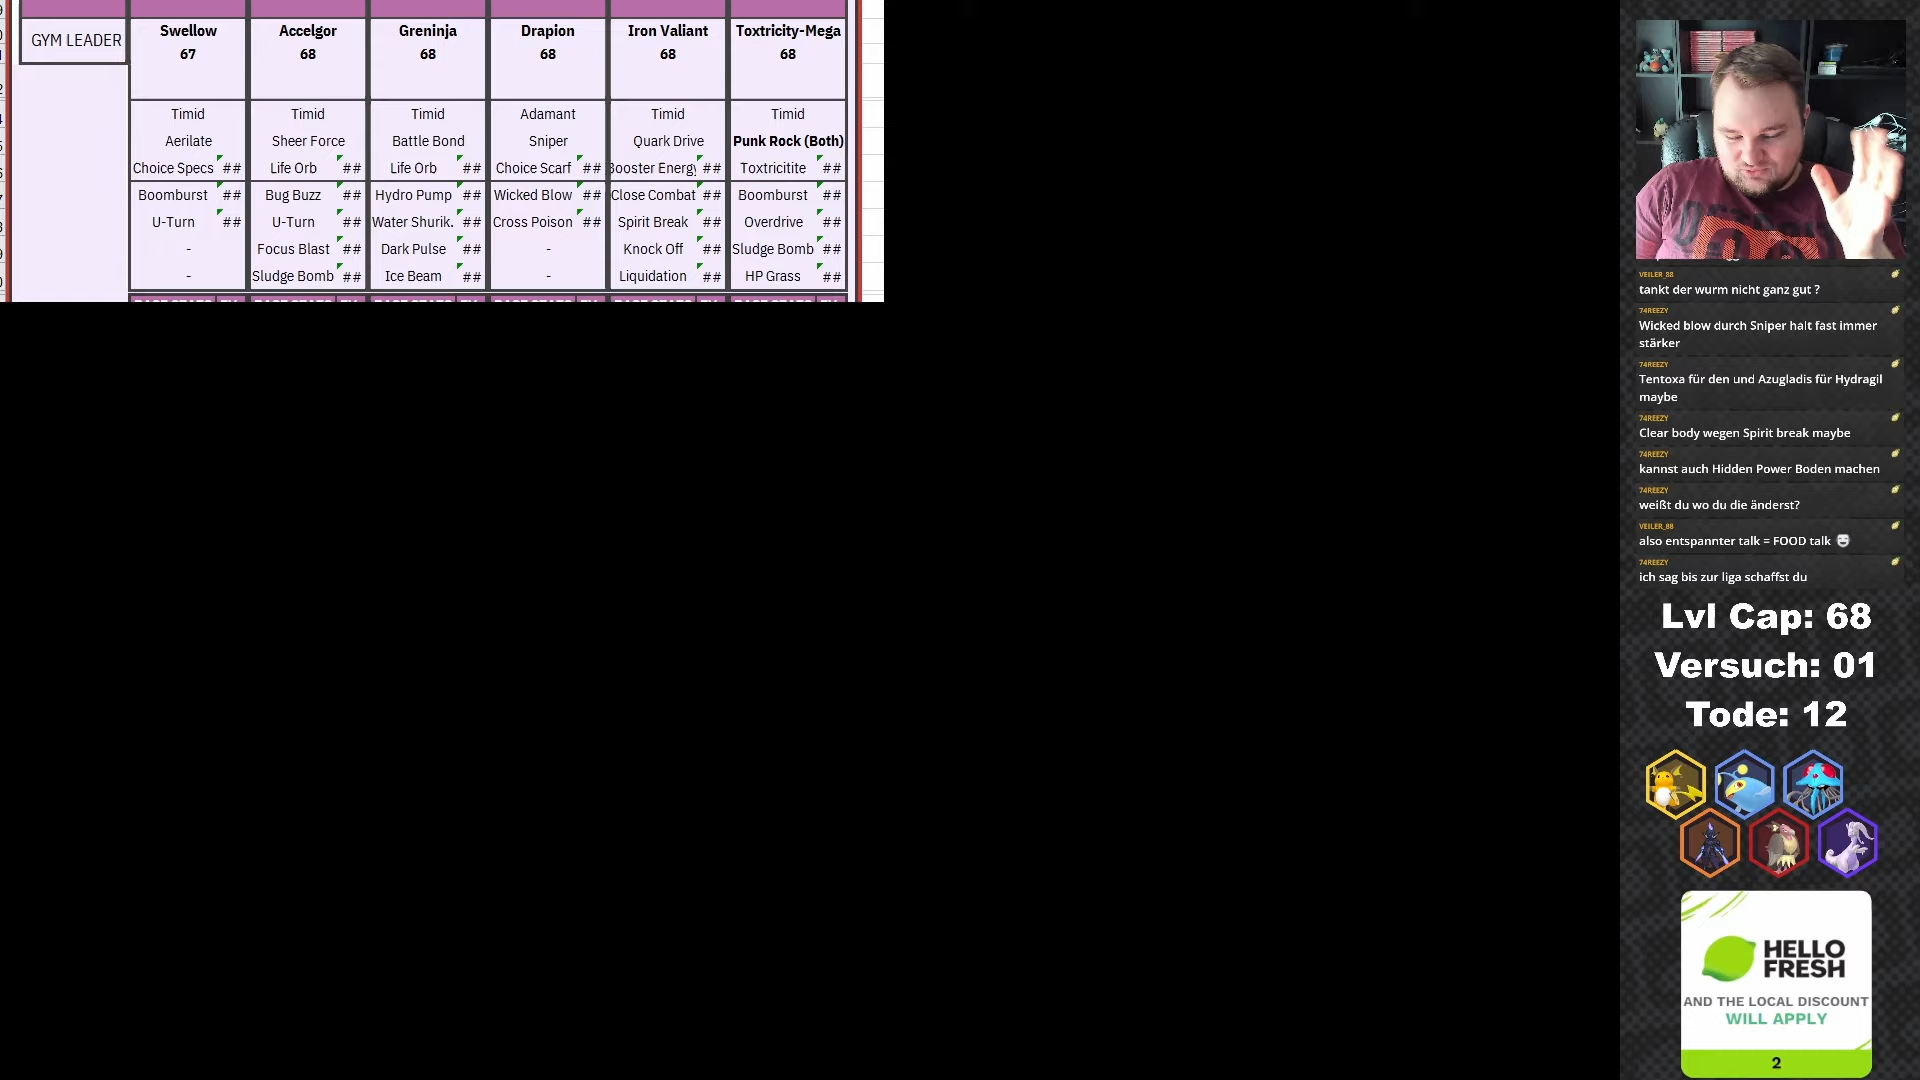 GYM LEADER
Swellow Accelgor Greninja Drapion Iron Valiant Toxtricity-Mega
67 68 68 68 68 68
Timid Timid Timid Adamant Timid Timid
Aerilate Sheer Force Battle Bond Sniper Quark Drive Punk Rock (Both)
Choice Specs ## Life Orb ## Life Orb ## Choice Scarf ## Booster Energy ## Toxtricitite ##
Boomburst ## Bug Buzz ## Hydro Pump ## Wicked Blow ## Close Combat ## Boomburst ##
U-Turn ## U-Turn ## Water Shurik. ## Cross Poison ## Spirit Break ## Overdrive ##
- Focus Blast ## Dark Pulse ## - Knock Off ## Sludge Bomb ##
- Sludge Bomb ## Ice Beam ## - Liquidation ## HP Grass ##
VEILER_88
tankt der wurm nicht ganz gut ?
74REEZY
Wicked blow durch Sniper halt fast immer
stärker
74REEZY
Tentoxa für den und Azugladis für Hydragil
maybe
74REEZY
Clear body wegen Spirit break maybe
74REEZY
kannst auch Hidden Power Boden machen
74REEZY
weißt du wo du die änderst?
VEILER_88
also entspannter talk = FOOD talk
74REEZY
ich sag bis zur liga schaffst du
Lvl Cap: 68
Versuch: 01
Tode: 12
HELLO
FRESH
AND THE LOCAL DISCOUNT
WILL APPLY
2